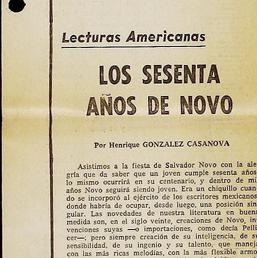 Lecturas Americanas
LOS SESENTA
AÑOS DE NOVO
Por Henrique GONZALEZ CASANOVA
Asistimos a la fiesta de Salvador Novo con la ale-
gría que da saber que un joven cumple sesenta años
lo mismo ocurrirá en su centenario, y dentro de mi
años Novo seguirá siendo joven. Era un chiquillo cuan-
do se incorporó al ejército de los escritores mexicanos
donde habría de ocupar, desde luego, una posición sin-
gular. Las novedades de nuestra literatura en buena
medida son, en el siglo veinte, creaciones de Novo, in-
venciones suyas —o importaciones, como decía Pelli-
cer—; pero siempre creación de su inteligencia, de su
sensibilidad, de su ingenio y su talento, que maneja
con las más ricas melodías, con la más flexible armo